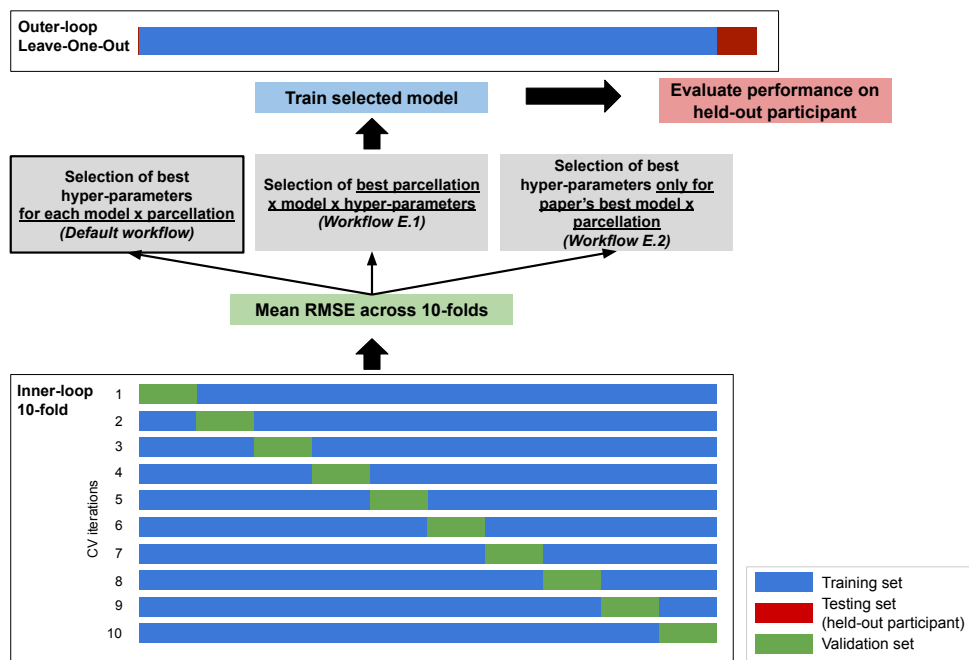 Outer-loop
Leave-One-Out
Train selected model
Evaluate performance on
held-out participant
Selection of best
hyper-parameters
for each model x parcellation
(Default workflow)
Selection of best parcellation
x model x hyper-parameters
(Workflow E.1)
Selection of best
hyper-parameters only for
paper's best model x
parcellation
(Workflow E.2)
Mean RMSE across 10-folds
Inner-loop
10-fold
CV iterations
1
2
3
4
5
6
7
8
9
10
Training set
Testing set
(held-out participant)
Validation set